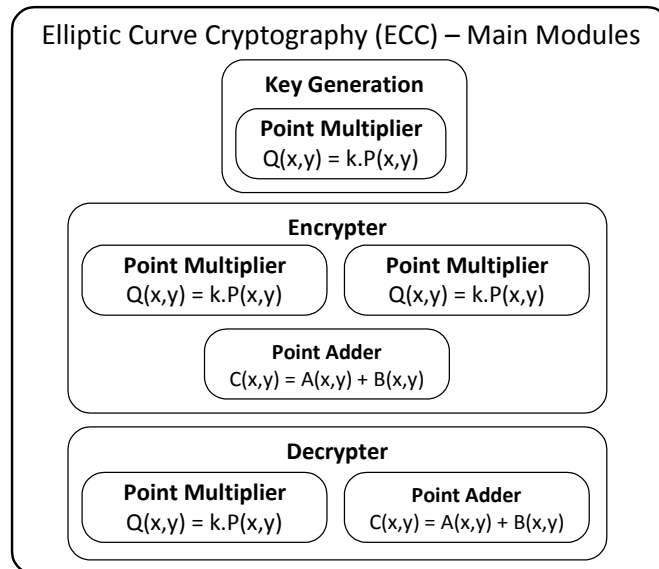 Elliptic Curve Cryptography (ECC) – Main Modules
Key Generation
Point Multiplier
Q(x,y) = k.P(x,y)
Encrypter
Point Multiplier
Q(x,y) = k.P(x,y)
Point Multiplier
Q(x,y) = k.P(x,y)
Point Adder
C(x,y) = A(x,y) + B(x,y)
Decrypter
Point Multiplier
Q(x,y) = k.P(x,y)
Point Adder
C(x,y) = A(x,y) + B(x,y)